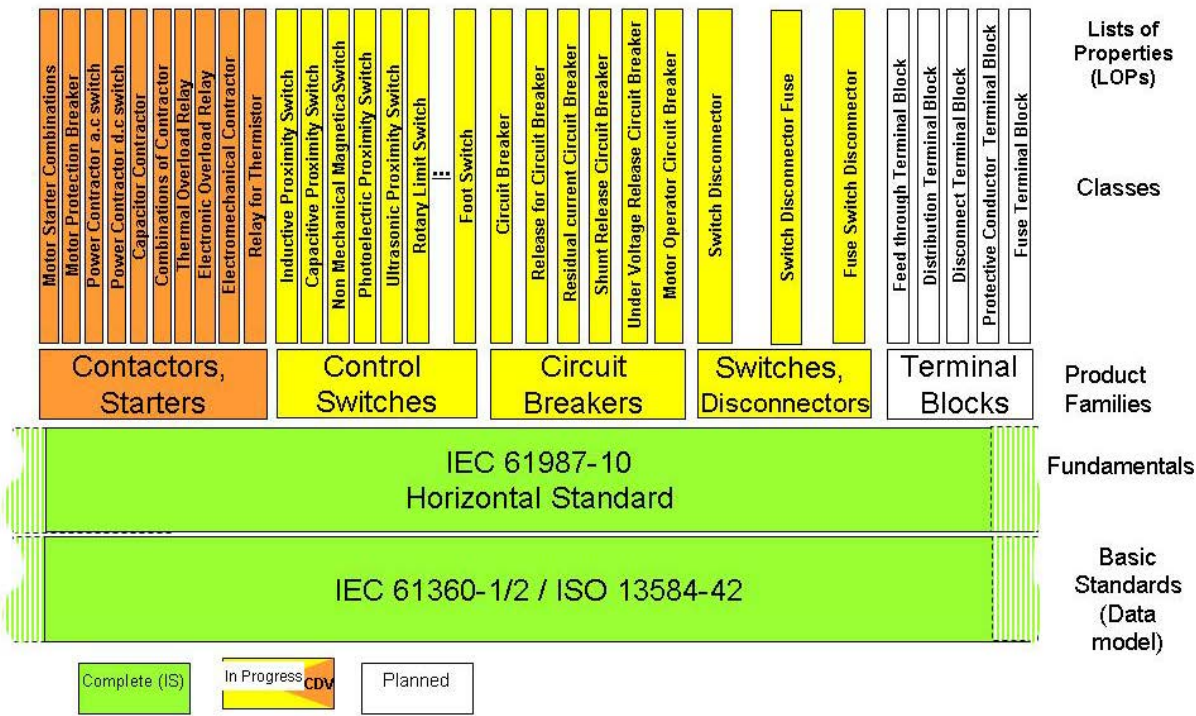 Motor Starter Combinations
Motor Protection Breaker
Power Contractor a.c switch
Power Contractor d.c switch
Capacitor Contractor
Combinations of Contractor
Thermal Overload Relay
Electronic Overload Relay
Electromechanical Contractor
Relay for Thermistor
Inductive Proximity Switch
Capacitive Proximity Switch
Non Mechanical MagneticaSwitch
Photoelectric Proximity Switch
Ultrasonic Proximity Switch
Rotary Limit Switch
...
Foot Switch
Circuit Breaker
Release for Circuit Breaker
Residual current Circuit Breaker
Shunt Release Circuit Breaker
Under Voltage Release Circuit Breaker
Motor Operator Circuit Breaker
Switch Disconnector
Switch Disconnector Fuse
Fuse Switch Disconnector
Feed through Terminal Block
Distribution Terminal Block
Disconnect Terminal Block
Protective Conductor Terminal Block
Fuse Terminal Block
Lists of
Properties
(LOPs)
Classes
Contactors,
Starters
Control
Switches
Circuit
Breakers
Switches,
Disconnectors
Terminal
Blocks
Product
Families
IEC 61987-10
Horizontal Standard
Fundamentals
IEC 61360-1/2 / ISO 13584-42
Basic
Standards
(Data
model)
Complete (IS)
In Progress
CDV
Planned